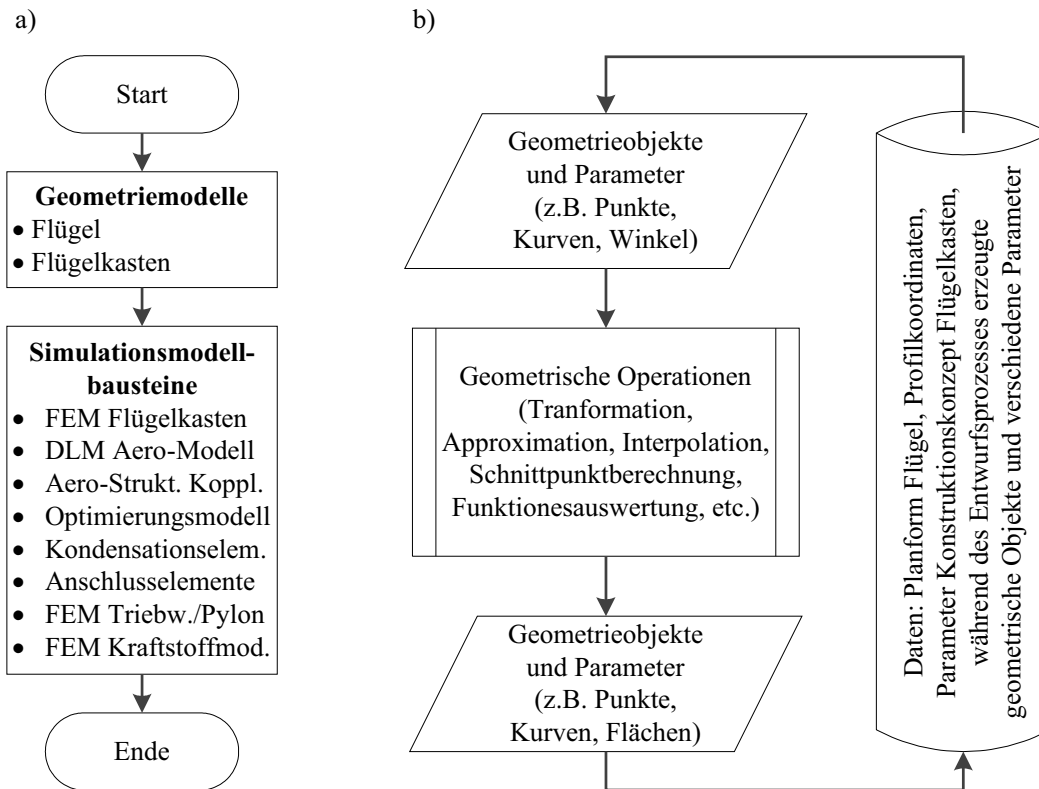 a)
Start
Geometriemodelle
• Flügel
• Flügelkasten
Simulationsmodell-
bausteine
• FEM Flügelkasten
• DLM Aero-Modell
• Aero-Strukt. Koppl.
• Optimierungsmodell
• Kondensationselem.
• Anschlusselemente
• FEM Triebw./Pylon
• FEM Kraftstoffmod.
Ende
b)
Geometrieobjekte
und Parameter
(z.B. Punkte,
Kurven, Winkel)
Geometrische Operationen
(Tranformation,
Approximation, Interpolation,
Schnittpunktberechnung,
Funktionesauswertung, etc.)
Geometrieobjekte
und Parameter
(z.B. Punkte,
Kurven, Flächen)
Daten: Planform Flügel, Profilkoordinaten,
Parameter Konstruktionskonzept Flügelkasten,
während des Entwurfsprozesses erzeugte
geometrische Objekte und verschiedene Parameter